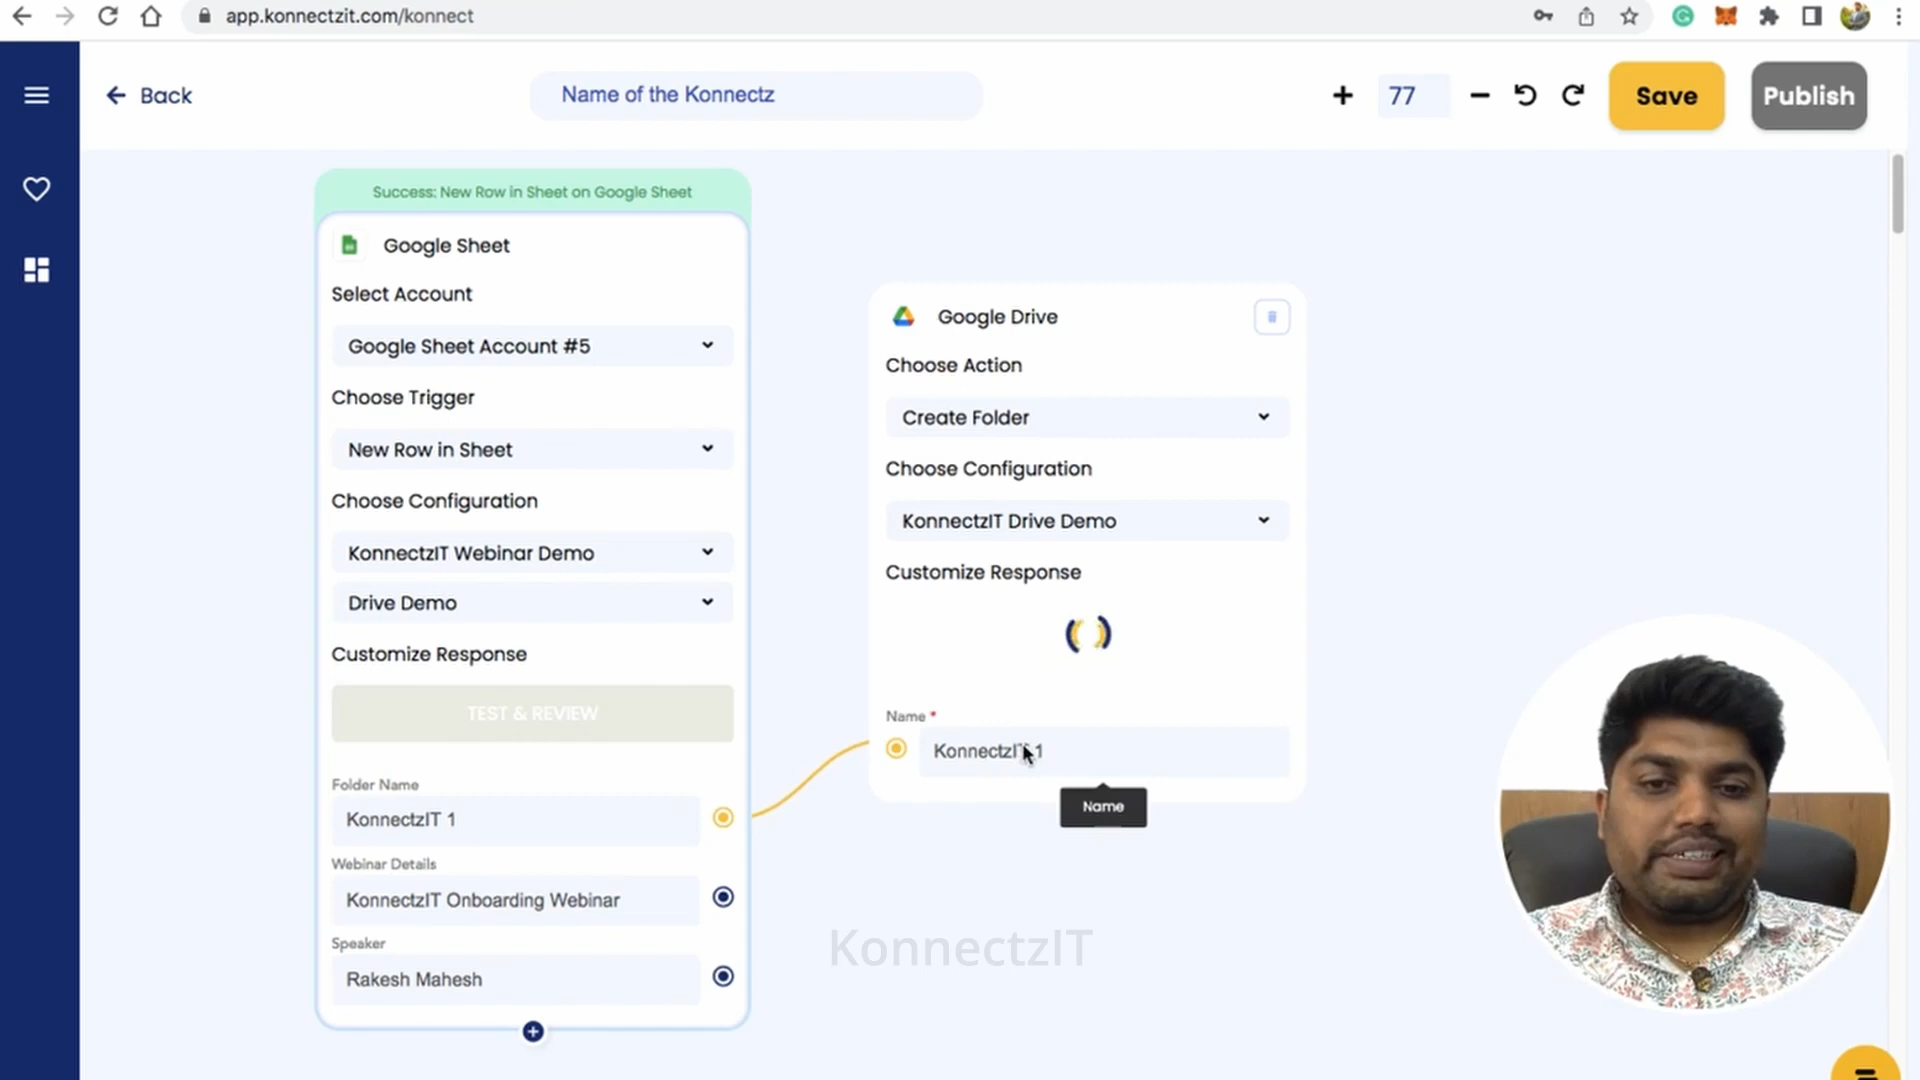 app.konnectzit.com/konnect
Back
Name of the Konnectz
77
Save
Publish
Success: New Row in Sheet on Google Sheet
Google Sheet
Select Account
Google Sheet Account #5
Choose Trigger
New Row in Sheet
Choose Configuration
KonnectzIT Webinar Demo
Drive Demo
Customize Response
TEST & REVIEW
Folder Name
KonnectzIT 1
Webinar Details
KonnectzIT Onboarding Webinar
Speaker
Rakesh Mahesh
Google Drive
Choose Action
Create Folder
Choose Configuration
KonnectzIT Drive Demo
Customize Response
Name *
KonnectzIT 1
Name
KonnectzIT